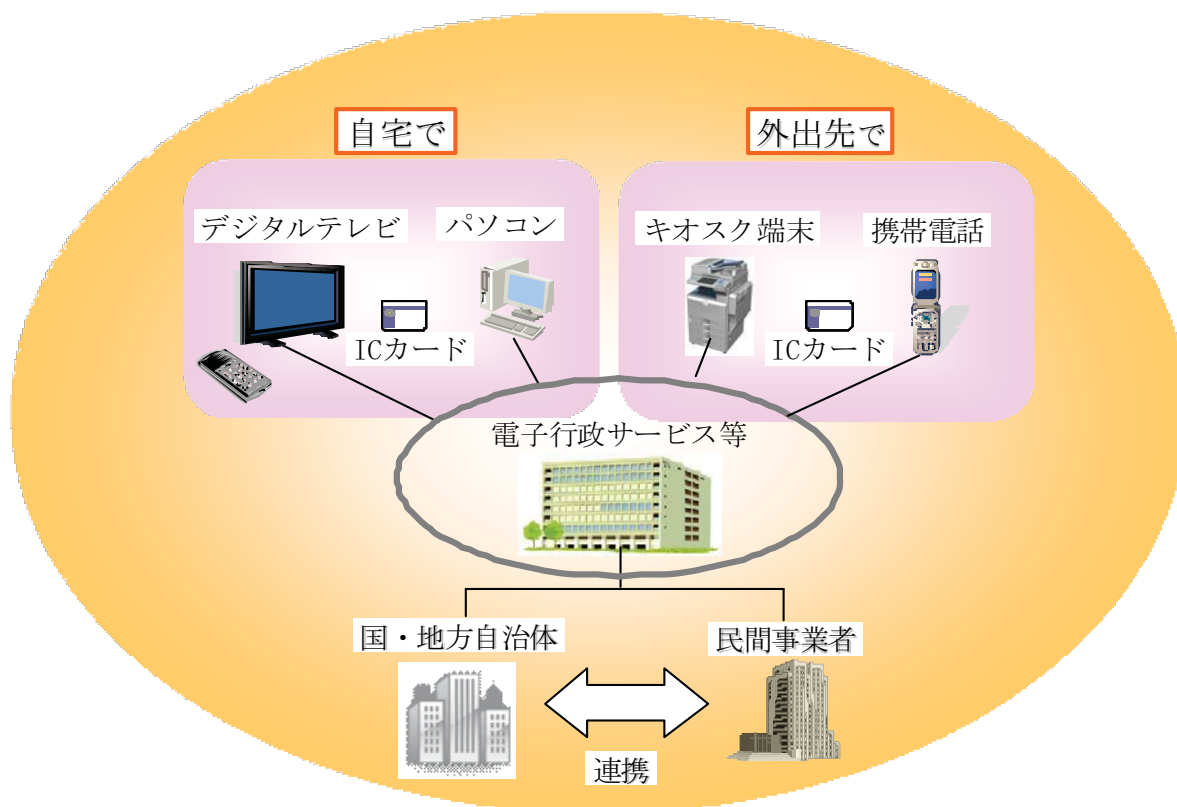 自宅で
外出先で
デジタルテレビ
パソコン
キオスク端末
携帯電話
ICカード
ICカード
電子行政サービス等
国・地方自治体
民間事業者
連携